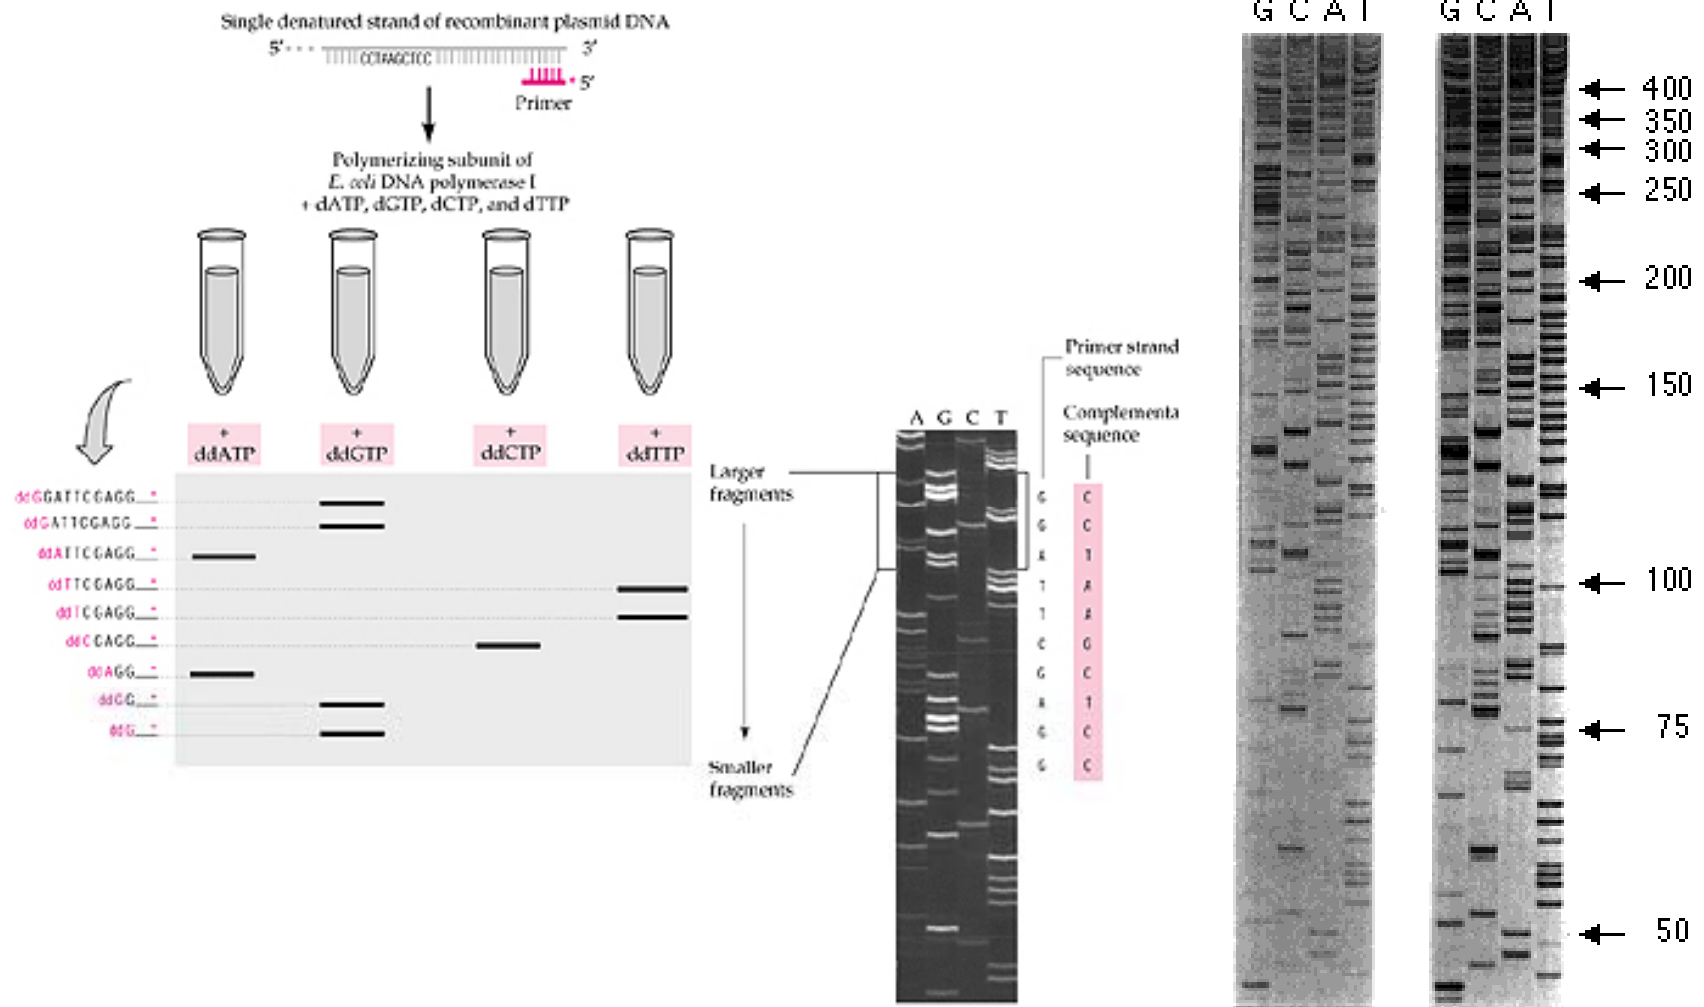 Single denatured strand of recombinant plasmid DNA
5'--- 3'
CCTAAGCTCC
* 5'
Primer
Polymerizing subunit of
E. coli DNA polymerase I
+ dATP, dGTP, dCTP, and dTTP
+ + + +
ddATP ddGTP ddCTP ddTTP
ddGGATTCGAGG *
ddGATTCGAGG *
ddATTCGAGG *
ddTTCGAGG *
ddTCGAGG *
ddCGAGG *
ddAGG *
ddGG *
ddG *
Larger
fragments
Smaller
fragments
A G C T
Primer strand
sequence
Complementa
sequence
G C
G C
A T
T A
T A
C G
G C
A T
G C
G C
G C A T G C A T
400
350
300
250
200
150
100
75
50